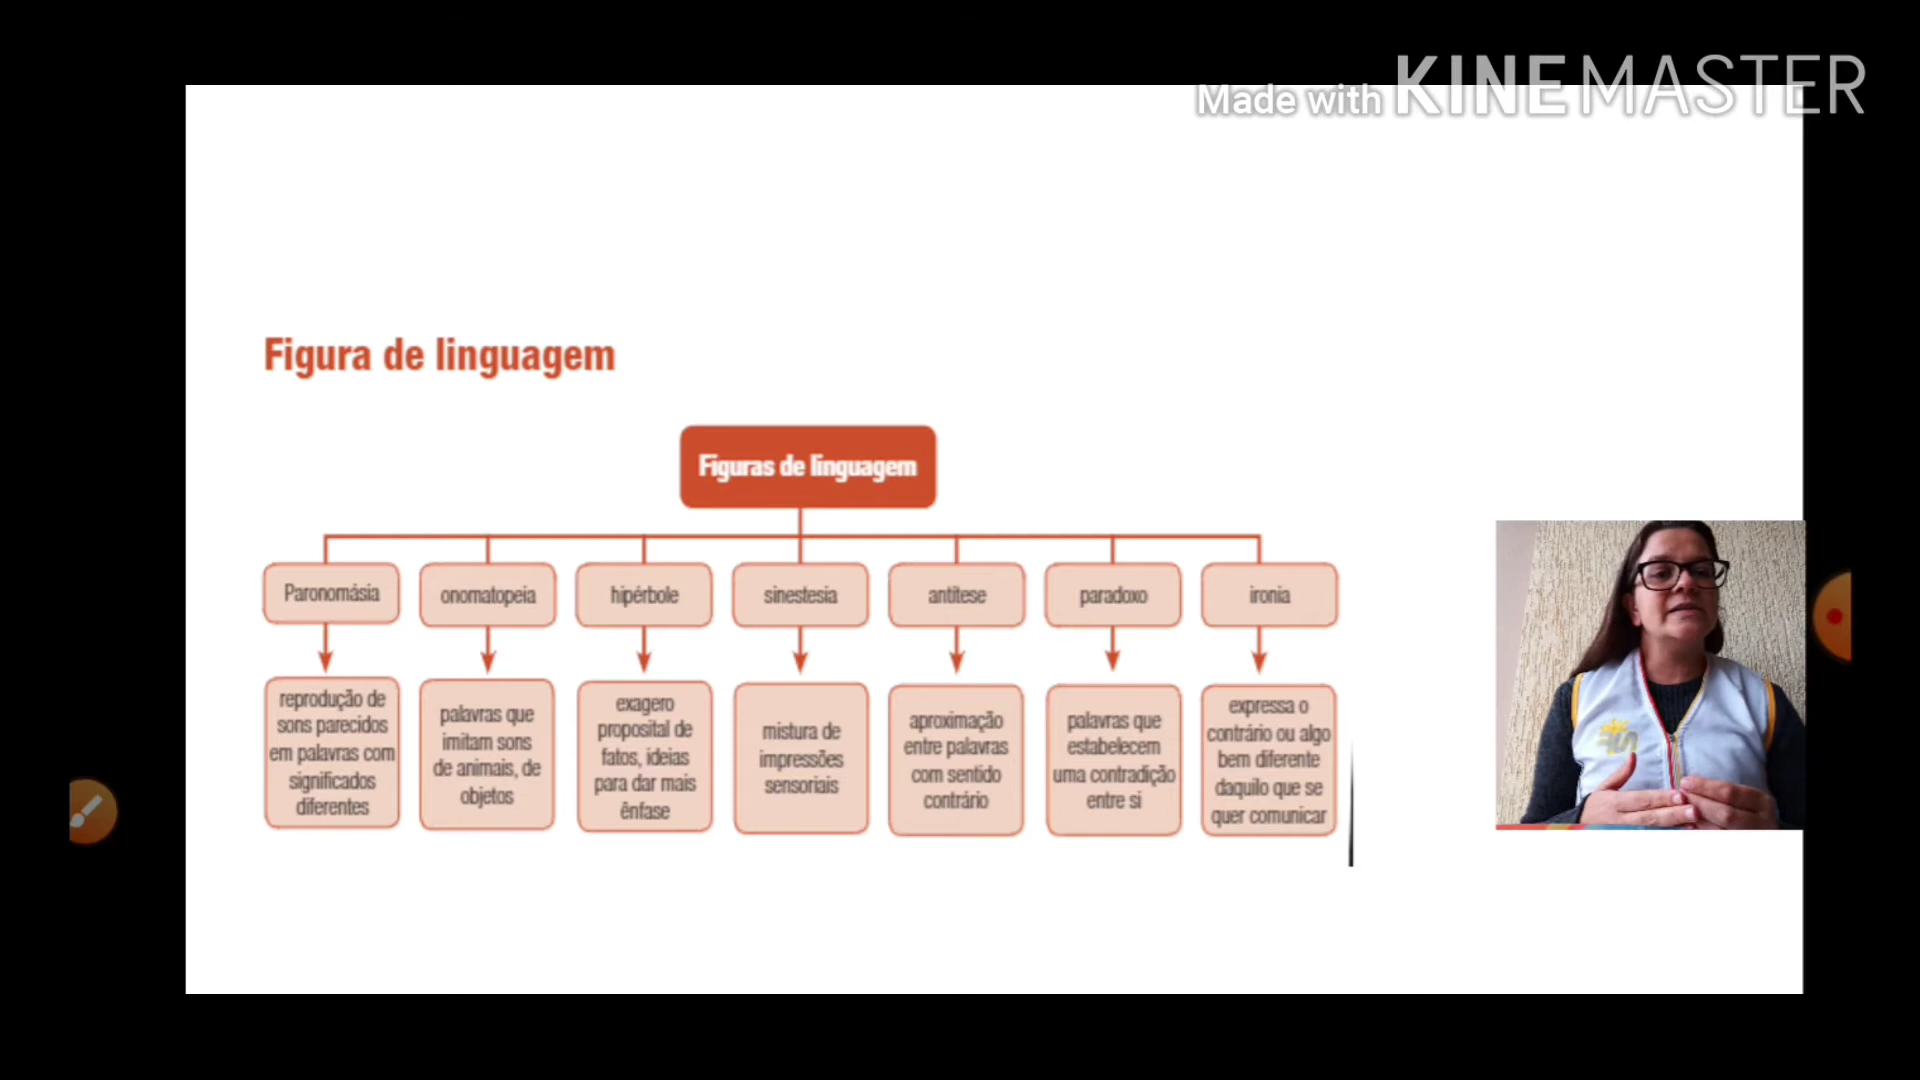 Made with KINEMASTER
Figura de linguagem
Figuras de linguagem
Paronomásia
onomatopeia
hipérbole
sinestesia
antítese
paradoxo
ironia
reprodução de
sons parecidos
em palavras com
significados
diferentes
palavras que
imitam sons
de animais, de
objetos
exagero
proposital de
fatos, ideias
para dar mais
ênfase
mistura de
impressões
sensoriais
aproximação
entre palavras
com sentido
contrário
palavras que
estabelecem
uma contradição
entre si
expressa o
contrário ou algo
bem diferente
daquilo que se
quer comunicar